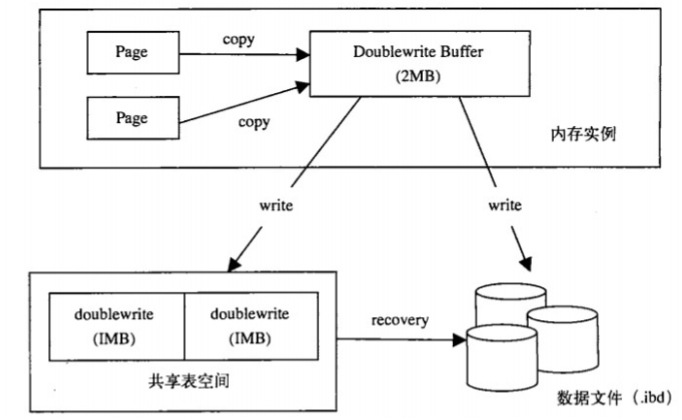 Page
copy
Doublewrite Buffer
(2MB)
Page
copy
内存实例
write
write
doublewrite
(IMB)
doublewrite
(IMB)
recovery
共享表空间
数据文件（.ibd）